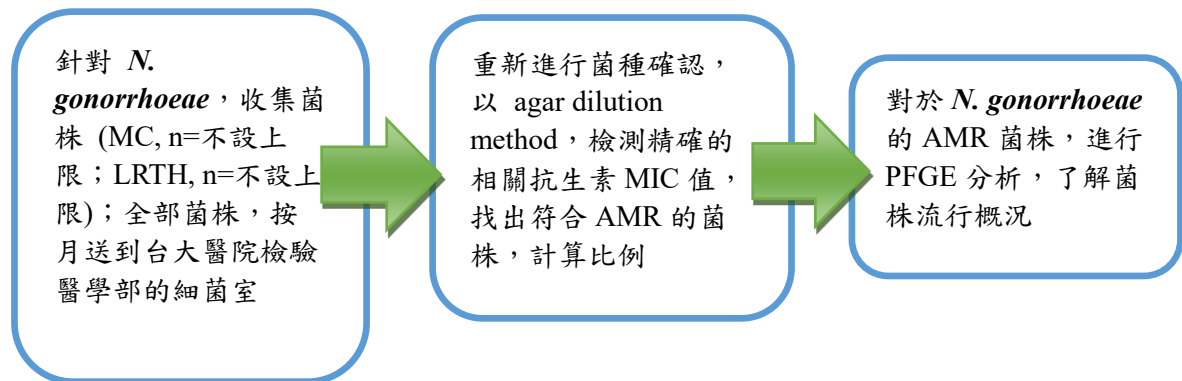 針對 N.
gonorrhoeae，收集菌
株 (MC, n=不設上
限；LRTH, n=不設上
限)；全部菌株，按
月送到台大醫院檢驗
醫學部的細菌室
重新進行菌種確認，
以 agar dilution
method，檢測精確的
相關抗生素 MIC 值，
找出符合 AMR 的菌
株，計算比例
對於 N. gonorrhoeae
的 AMR 菌株，進行
PFGE 分析，了解菌
株流行概況